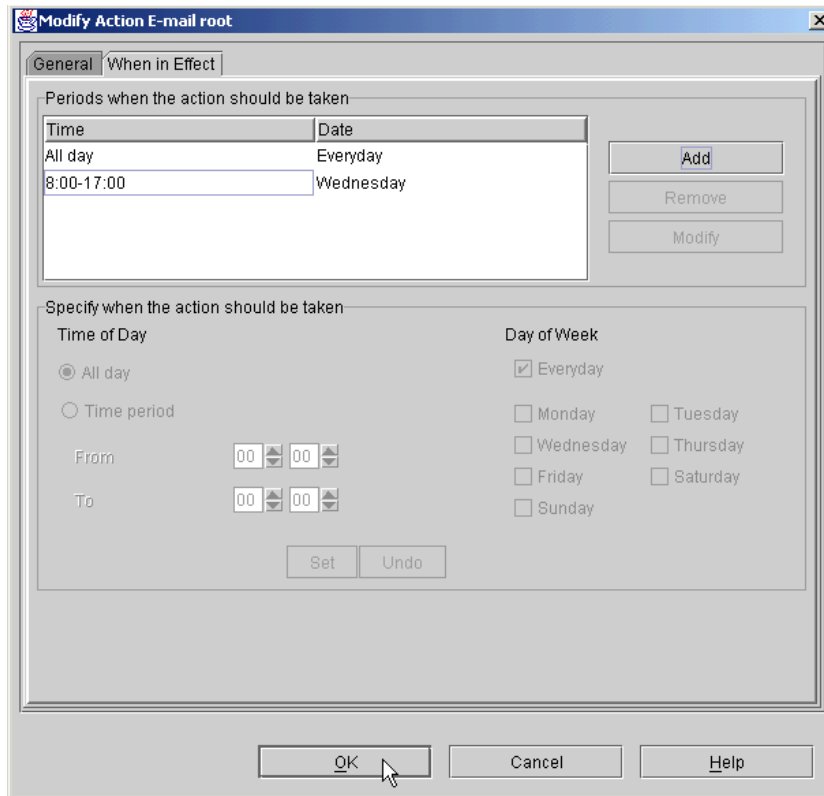 Modify Action E-mail root
General When in Effect
Periods when the action should be taken
Time Date
All day Everyday
8:00-17:00 Wednesday
Add
Remove
Modify
Specify when the action should be taken
Time of Day Day of Week
All day Everyday
Time period Monday Tuesday
From 00 00 Wednesday Thursday
Friday Saturday
To 00 00 Sunday
Set Undo
OK Cancel Help